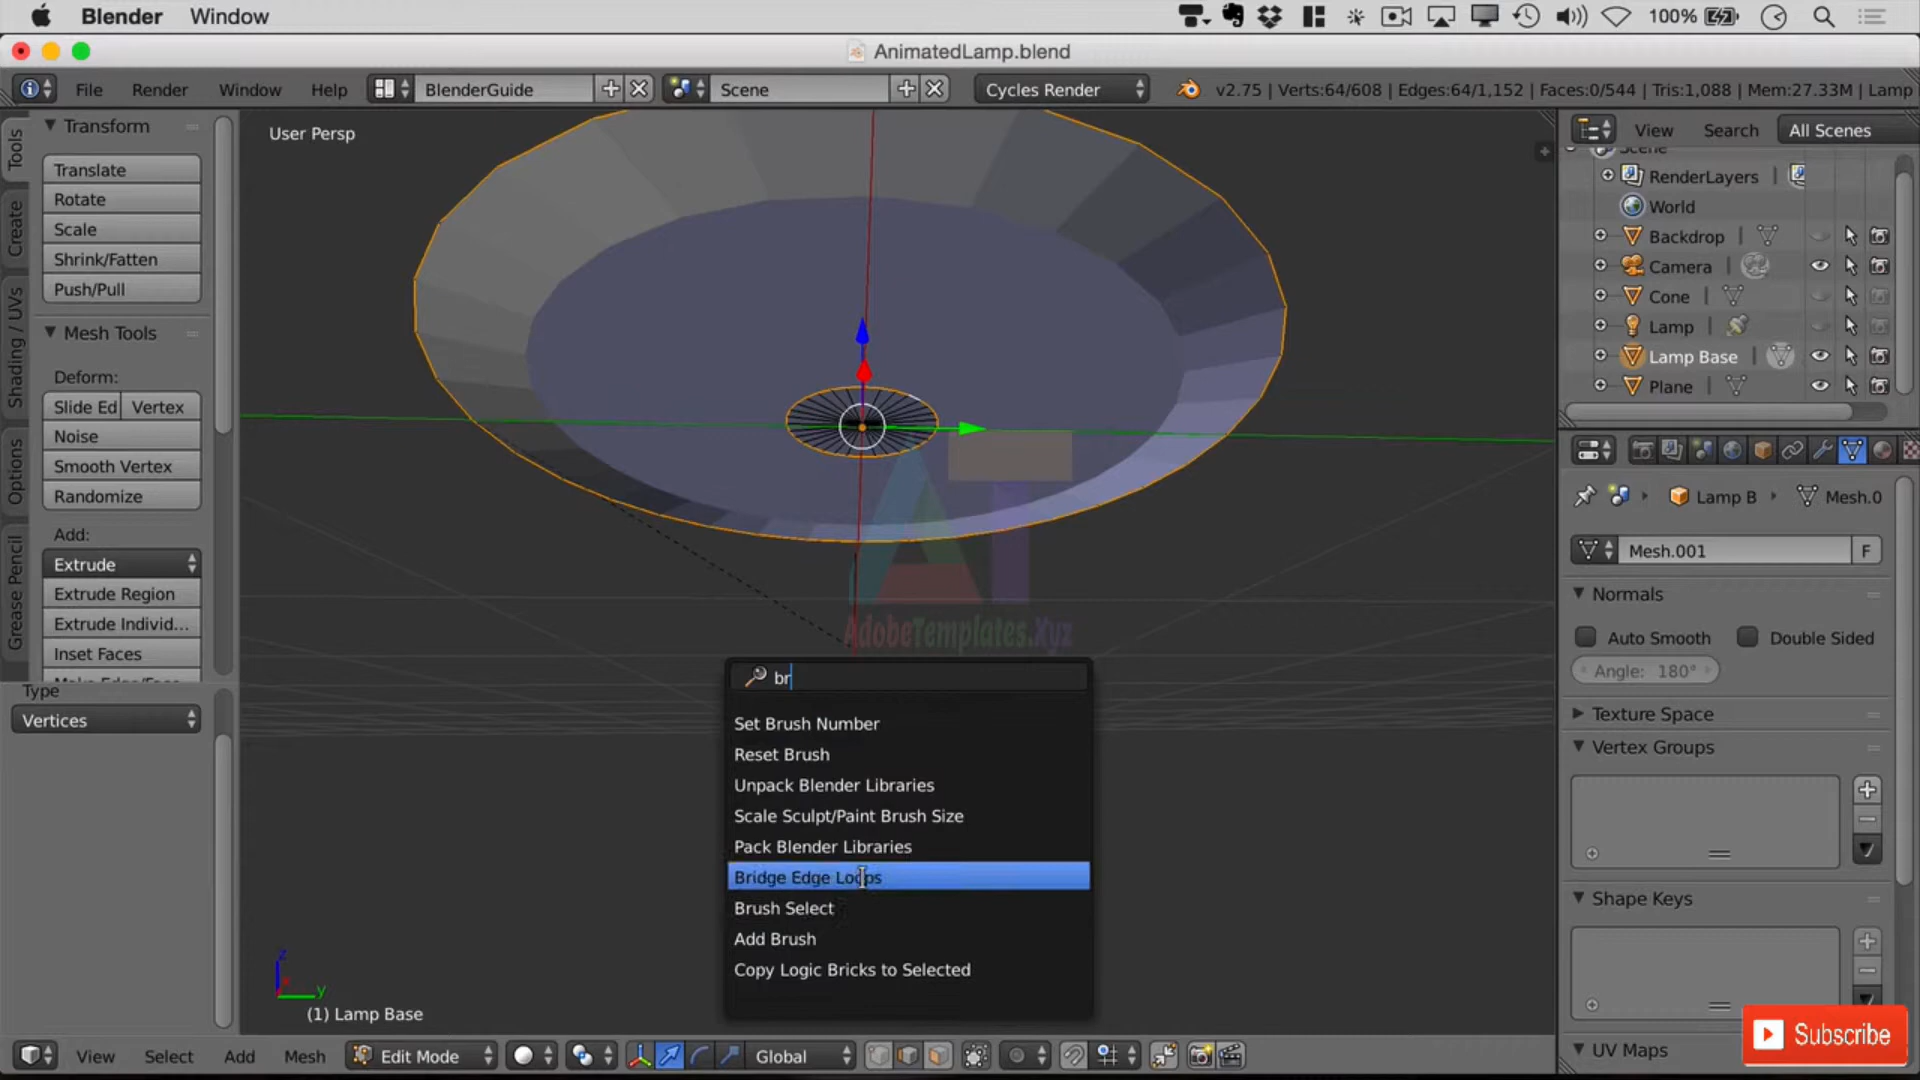 Blender Window 100%
AnimatedLamp.blend
File Render Window Help BlenderGuide Scene Cycles Render v2.75 | Verts:64/608 | Edges:64/1,152 | Faces:0/544 | Tris:1,088 | Mem:27.33M | Lamp
Tools
Create
Shading / UVs
Options
Grease Pencil
Transform
Translate
Rotate
Scale
Shrink/Fatten
Push/Pull
Mesh Tools
Deform:
Slide Ed Vertex
Noise
Smooth Vertex
Randomize
Add:
Extrude
Extrude Region
Extrude Individ...
Inset Faces
Make Edge/Face
Type
Vertices
User Persp
AdobeTemplates.Xyz
br
Set Brush Number
Reset Brush
Unpack Blender Libraries
Scale Sculpt/Paint Brush Size
Pack Blender Libraries
Bridge Edge Loops
Brush Select
Add Brush
Copy Logic Bricks to Selected
z
x
y
(1) Lamp Base
View Select Add Mesh Edit Mode Global
View Search All Scenes
Scene
RenderLayers
World
Backdrop
Camera
Cone
Lamp
Lamp Base
Plane
Lamp B Mesh.0
Mesh.001 F
Normals
Auto Smooth Double Sided
Angle: 180°
Texture Space
Vertex Groups
Shape Keys
UV Maps
Subscribe